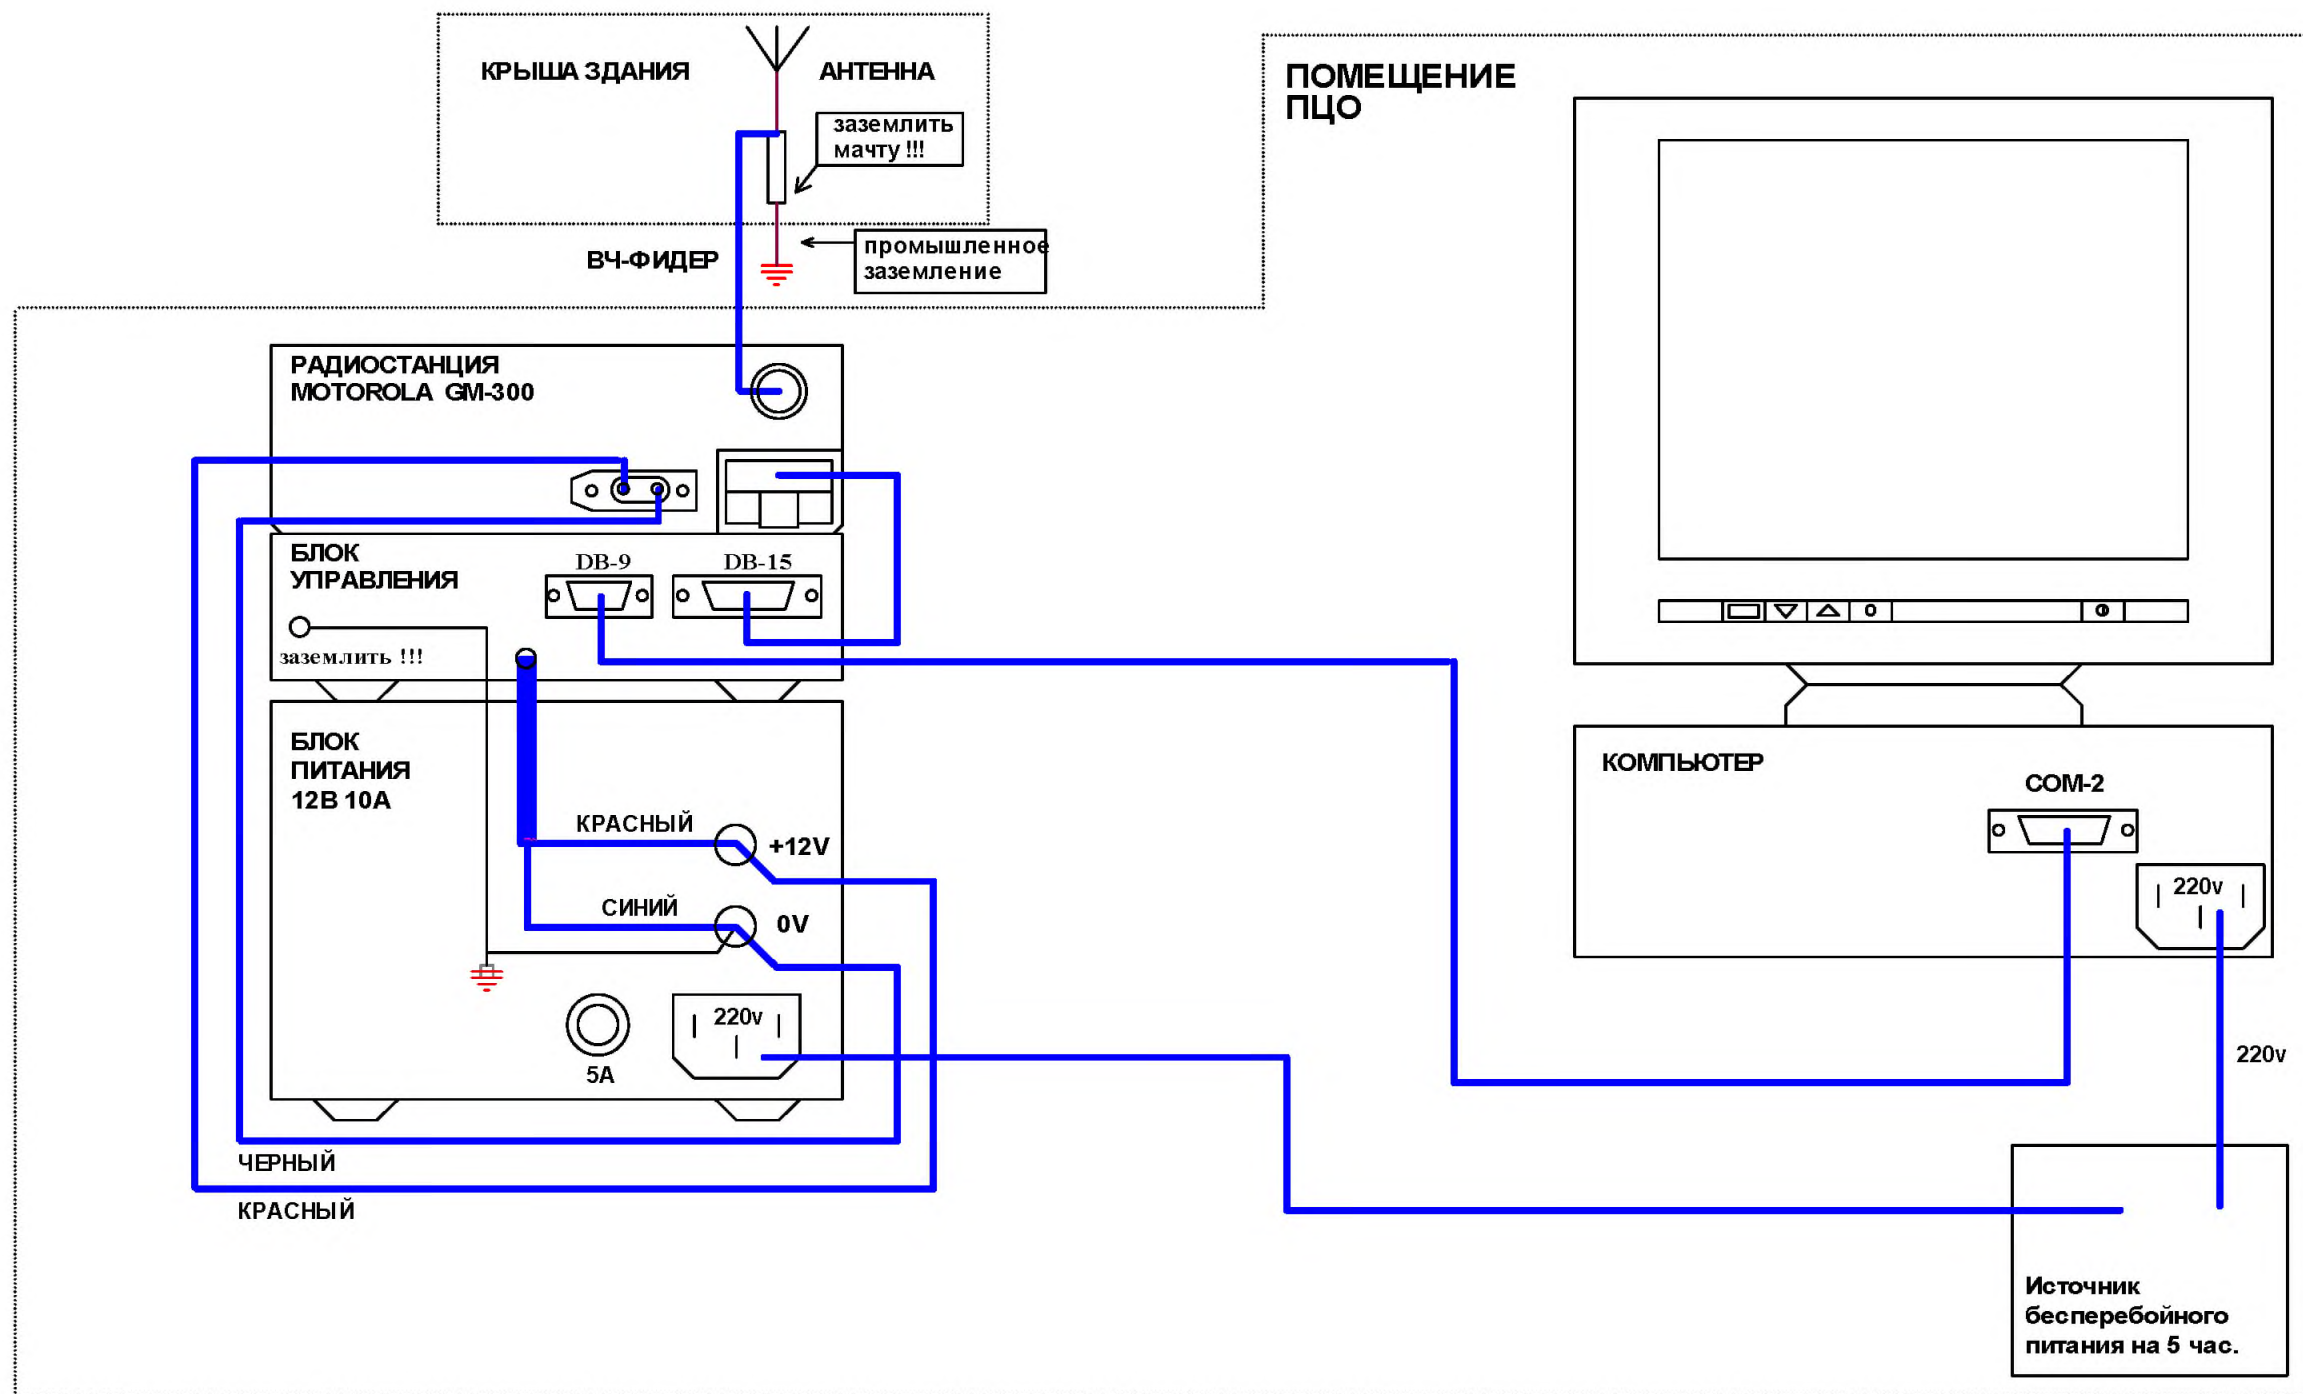 КРЫША ЗДАНИЯ
АНТЕННА
заземлить
мачту !!!
ПОМЕЩЕНИЕ
ПЦО
ВЧ-ФИДЕР
промышленное
заземление
РАДИОСТАНЦИЯ
MOTOROLA GM-300
БЛОК
УПРАВЛЕНИЯ
DB-9
DB-15
заземлить !!!
БЛОК
ПИТАНИЯ
12В 10А
КРАСНЫЙ
+12V
СИНИЙ
0V
220v
5А
ЧЕРНЫЙ
КРАСНЫЙ
КОМПЬЮТЕР
COM-2
220v
220v
Источник
бесперебойного
питания на 5 час.